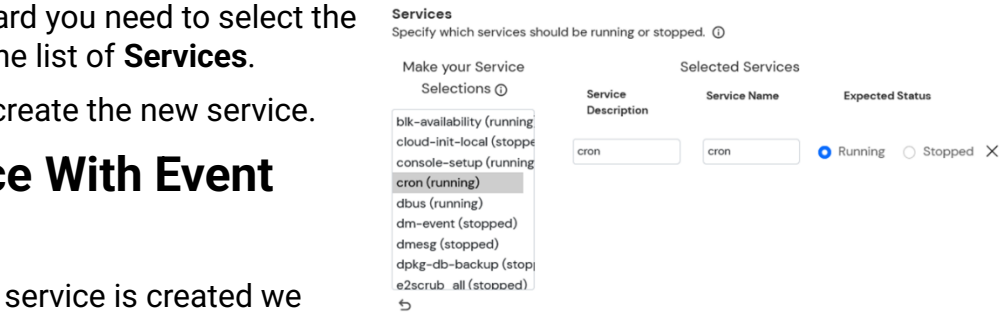 ard you need to select the
ne list of Services.
create the new service.
ce With Event
service is created we
Services
Specify which services should be running or stopped.
Make your Service
Selections
blk-availability (running
cloud-init-local (stoppe
console-setup (running
cron (running)
dbus (running)
dm-event (stopped)
dmesg (stopped)
dpkg-db-backup (stop
e2scrub_all (stopped)
Selected Services
Service Description Service Name Expected Status
cron cron Running Stopped